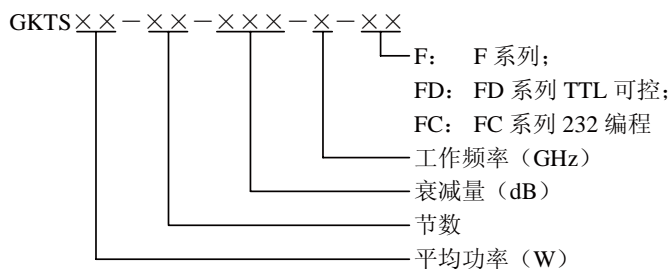 GKTS××-××-×××-×-××
F： F 系列；
FD： FD 系列 TTL 可控；
FC： FC 系列 232 编程
工作频率（GHz）
衰减量（dB）
节数
平均功率（W）